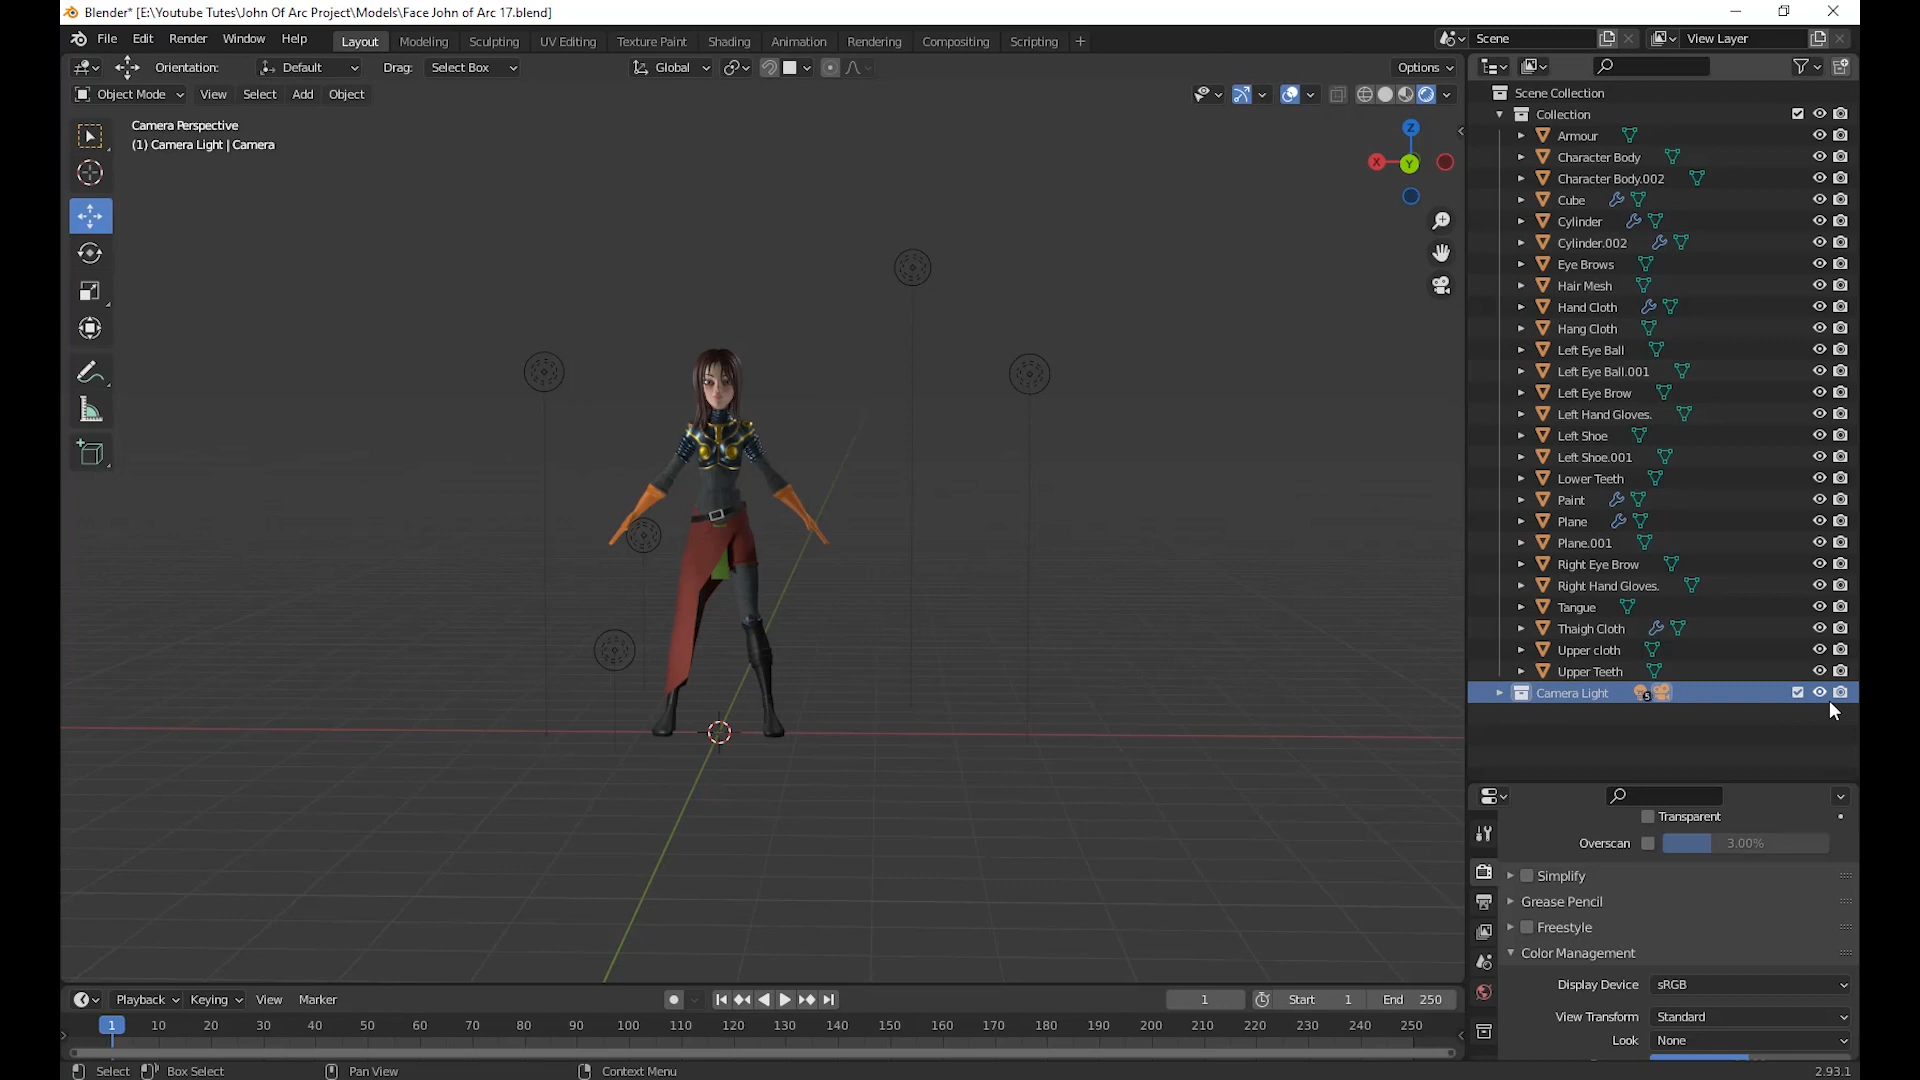 Blender* [E:\Youtube Tutes\John Of Arc Project\Models\Face John of Arc 17.blend]
File Edit Render Window Help Layout Modeling Sculpting UV Editing Texture Paint Shading Animation Rendering Compositing Scripting + Scene View Layer
Orientation: Default Drag: Select Box Global Options
Object Mode View Select Add Object
Camera Perspective
(1) Camera Light | Camera
Z
X
Y
Scene Collection
Collection
Armour
Character Body
Character Body.002
Cube
Cylinder
Cylinder.002
Eye Brows
Hair Mesh
Hand Cloth
Hang Cloth
Left Eye Ball
Left Eye Ball.001
Left Eye Brow
Left Hand Gloves.
Left Shoe
Left Shoe.001
Lower Teeth
Paint
Plane
Plane.001
Right Eye Brow
Right Hand Gloves.
Tangue
Thaigh Cloth
Upper cloth
Upper Teeth
Camera Light 5
Transparent
Overscan 3.00%
Simplify
Grease Pencil
Freestyle
Color Management
Display Device sRGB
View Transform Standard
Look None
Playback Keying View Marker 1 Start 1 End 250
1 10 20 30 40 50 60 70 80 90 100 110 120 130 140 150 160 170 180 190 200 210 220 230 240 250
Select Box Select Pan View Context Menu 2.93.1